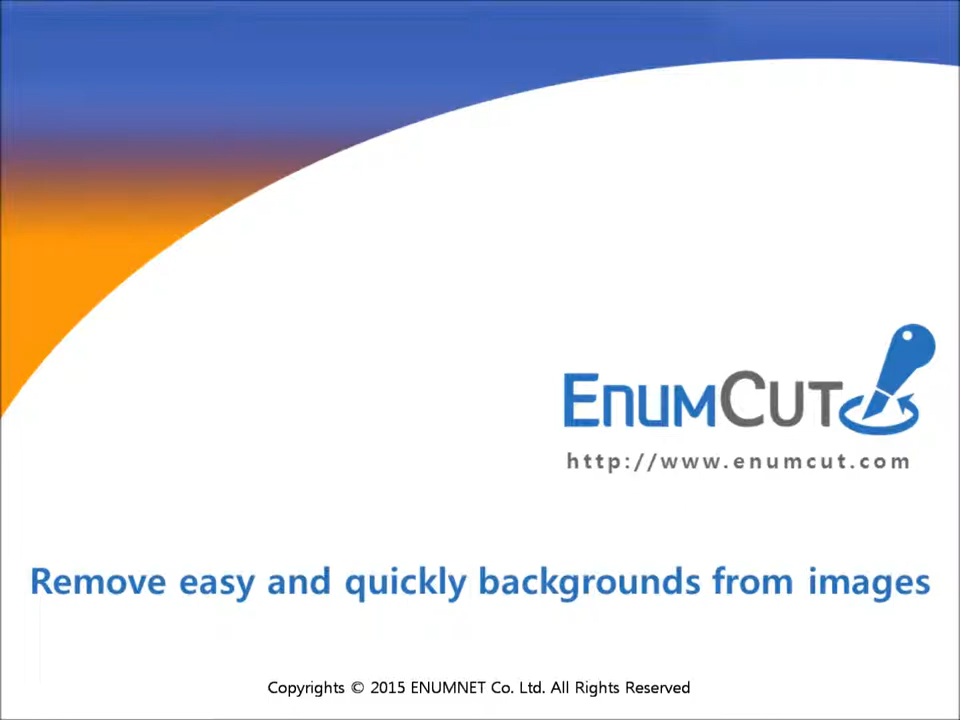 ENUMCUT
http://www.enumcut.com
Remove easy and quickly backgrounds from images
Copyrights © 2015 ENUMNET Co. Ltd. All Rights Reserved